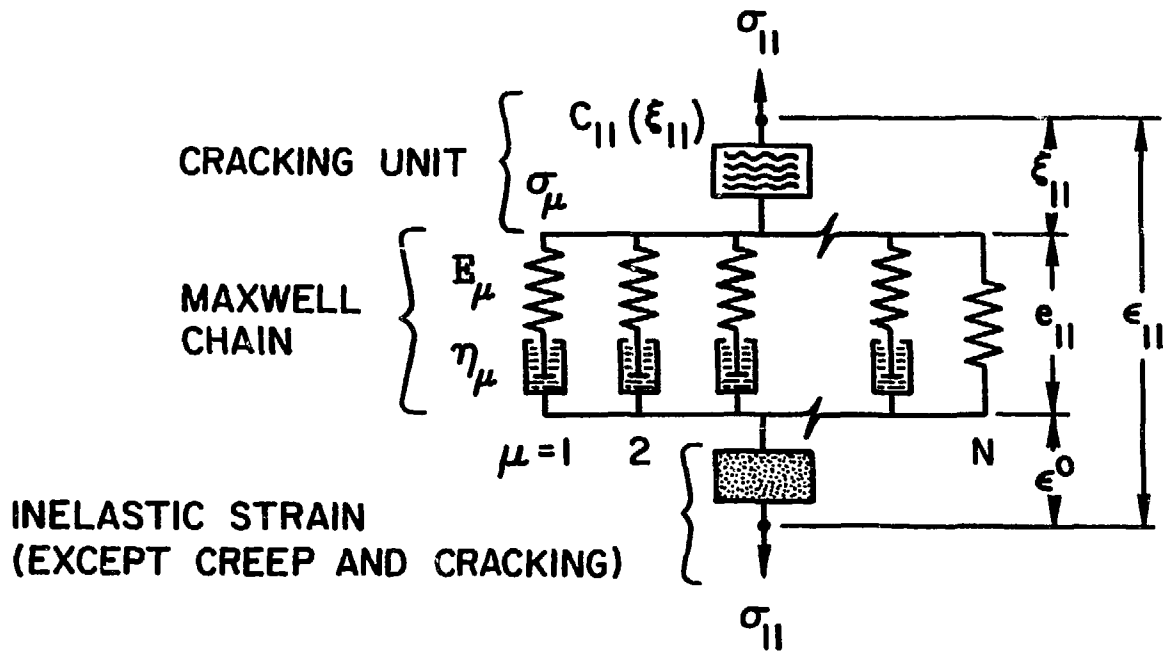 σ11
C11(ξ11)
CRACKING UNIT
σμ
ξ11
Eμ
MAXWELL
CHAIN
e11
ϵ11
ημ
μ=1 2 N
ϵ⁰
INELASTIC STRAIN
(EXCEPT CREEP AND CRACKING)
σ11